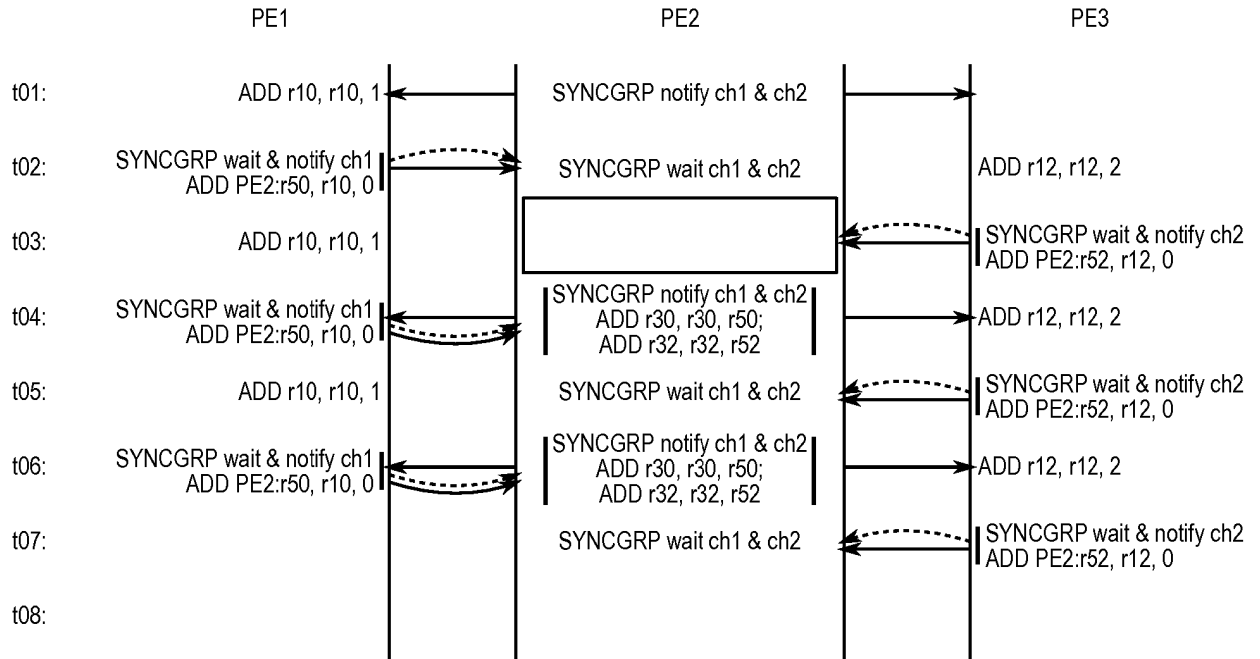 PE1 PE2 PE3
t01: ADD r10, r10, 1 SYNCGRP notify ch1 & ch2
t02: SYNCGRP wait & notify ch1 SYNCGRP wait ch1 & ch2 ADD r12, r12, 2
ADD PE2:r50, r10, 0
t03: ADD r10, r10, 1 SYNCGRP wait & notify ch2
ADD PE2:r52, r12, 0
SYNCGRP notify ch1 & ch2
t04: SYNCGRP wait & notify ch1 ADD r30, r30, r50; ADD r12, r12, 2
ADD PE2:r50, r10, 0 ADD r32, r32, r52
t05: ADD r10, r10, 1 SYNCGRP wait ch1 & ch2 SYNCGRP wait & notify ch2
ADD PE2:r52, r12, 0
SYNCGRP notify ch1 & ch2
t06: SYNCGRP wait & notify ch1 ADD r30, r30, r50; ADD r12, r12, 2
ADD PE2:r50, r10, 0 ADD r32, r32, r52
t07: SYNCGRP wait ch1 & ch2 SYNCGRP wait & notify ch2
ADD PE2:r52, r12, 0
t08: